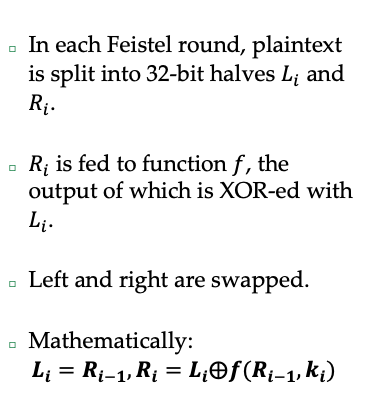 In each Feistel round, plaintext
is split into 32-bit halves Lᵢ and
Rᵢ.
Rᵢ is fed to function f, the
output of which is XOR-ed with
Lᵢ.
Left and right are swapped.
Mathematically:
Lᵢ = Rᵢ₋₁, Rᵢ = Lᵢ⊕f(Rᵢ₋₁, kᵢ)